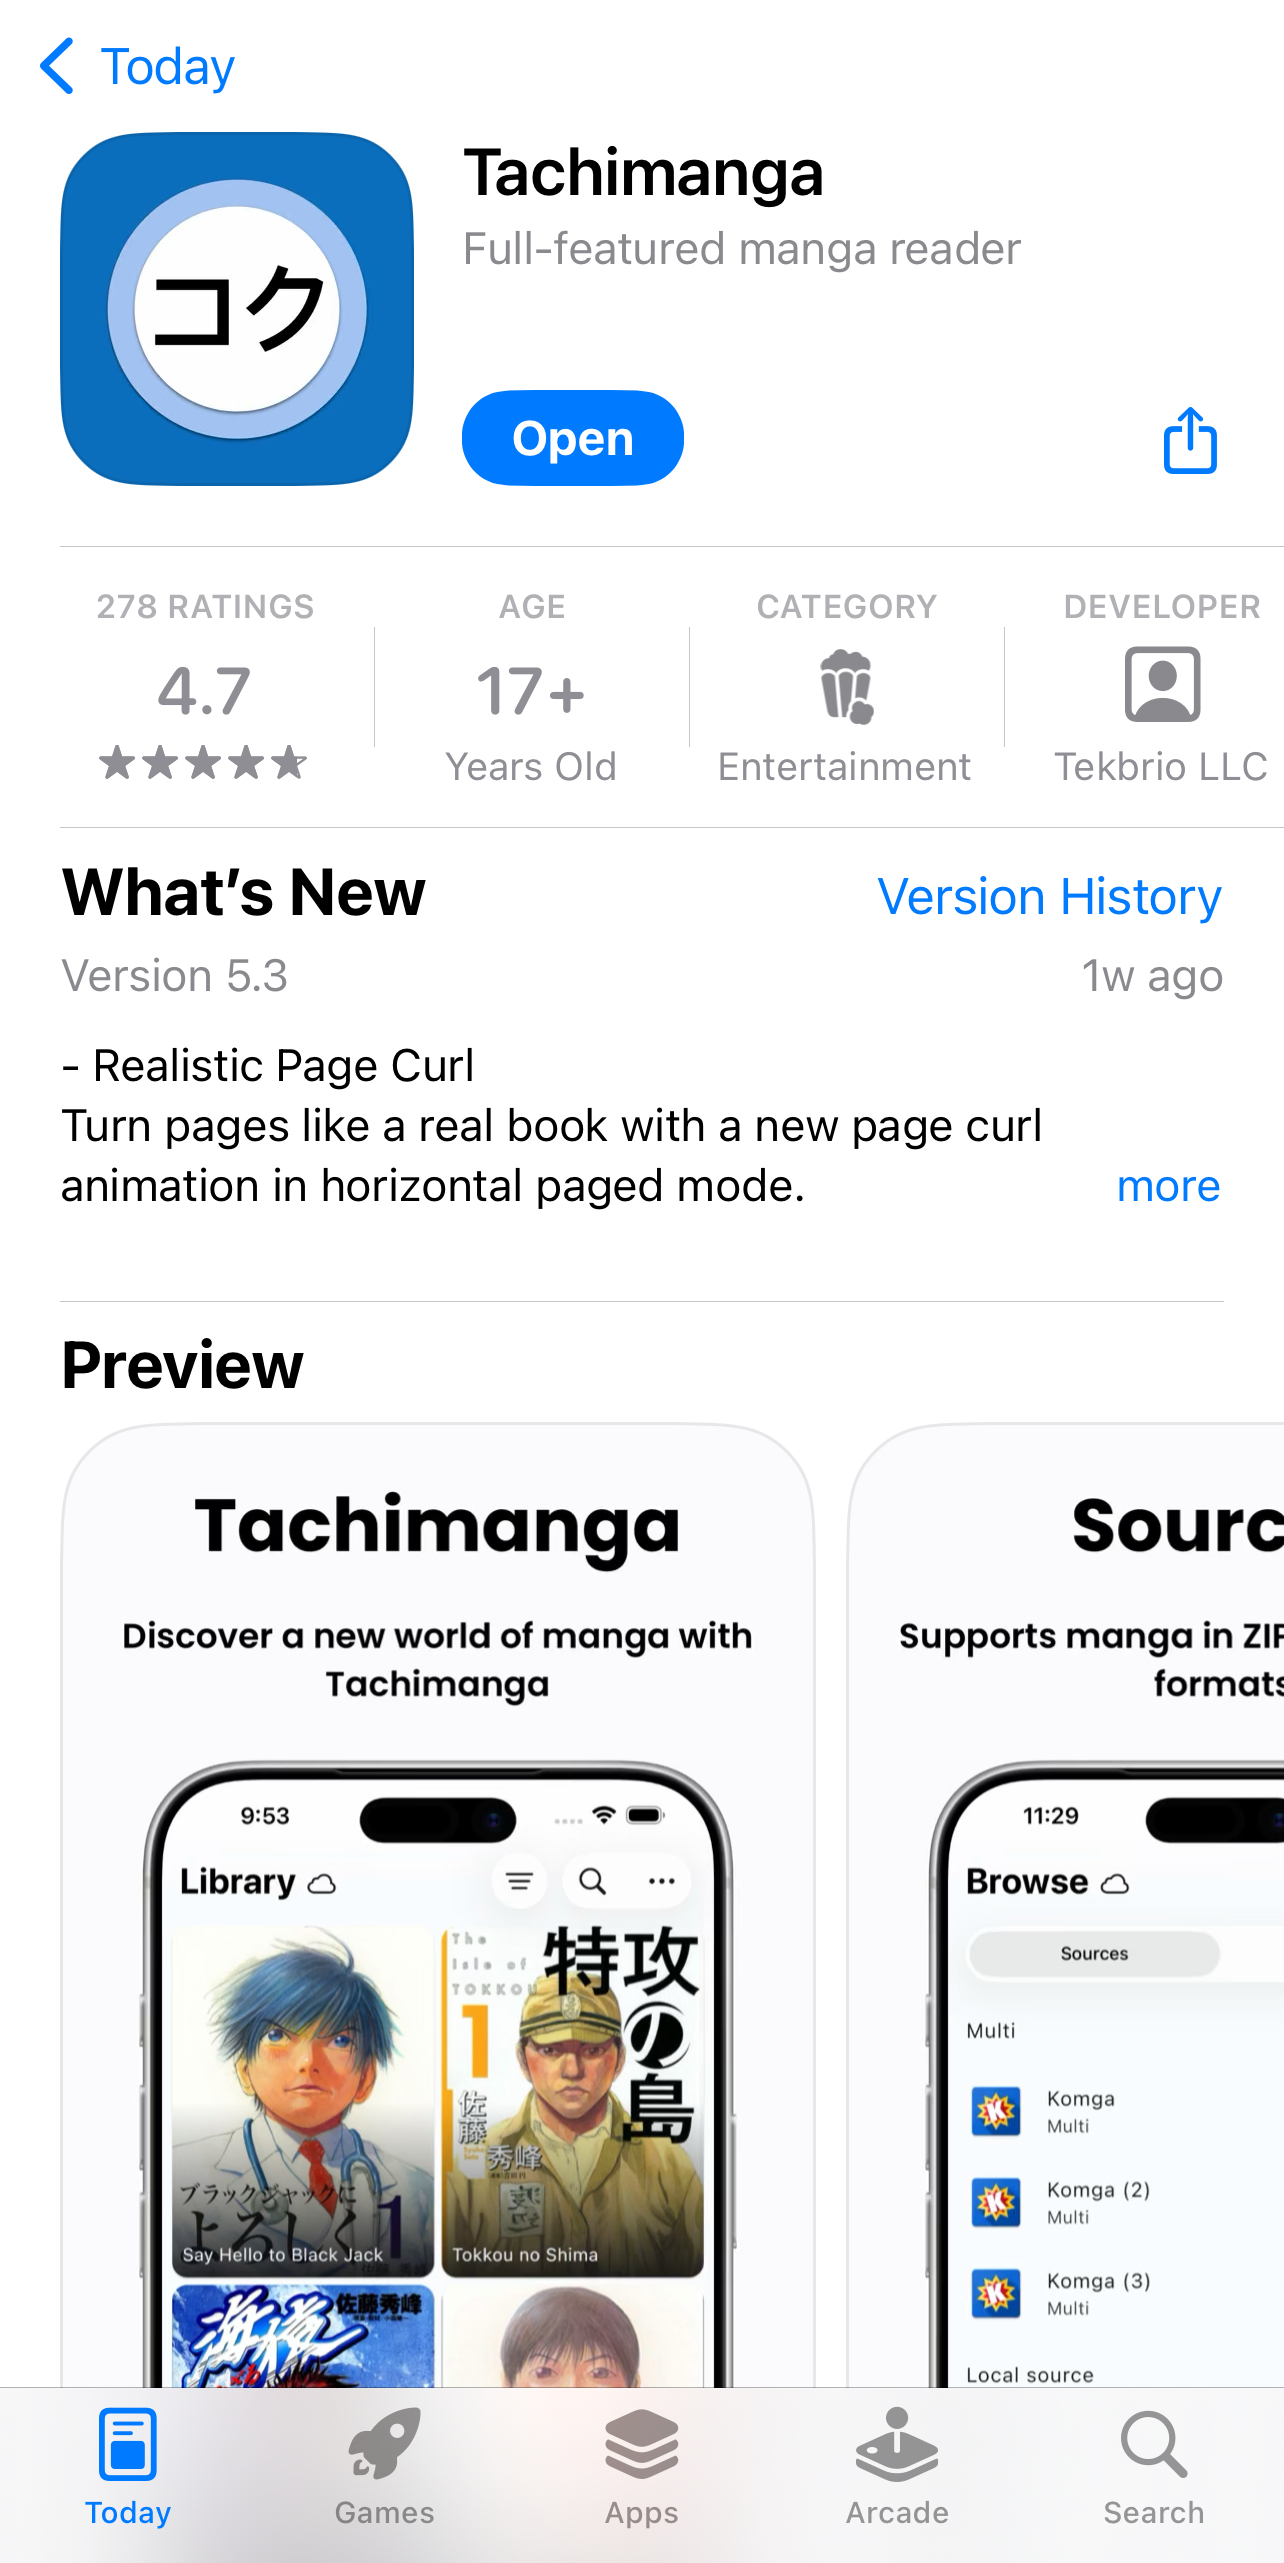 Today
コク
Tachimanga
Full-featured manga reader
Open
278 RATINGS
4.7
AGE
17+
Years Old
CATEGORY
Entertainment
DEVELOPER
Tekbrio LLC
What's New
Version History
Version 5.3
1w ago
- Realistic Page Curl
Turn pages like a real book with a new page curl
animation in horizontal paged mode.
more
Preview
Tachimanga
Discover a new world of manga with
Tachimanga
9:53
Library
ブラックジャックに
よろしく 1
Say Hello to Black Jack
The
Isle of
TOKKOU
特攻
の
島
1
佐藤
秀峰
Tokkou no Shima
海猿
佐藤秀峰
Sourc
Supports manga in ZIP
formats
11:29
Browse
Sources
Multi
Komga
Multi
Komga (2)
Multi
Komga (3)
Multi
Local source
Today
Games
Apps
Arcade
Search